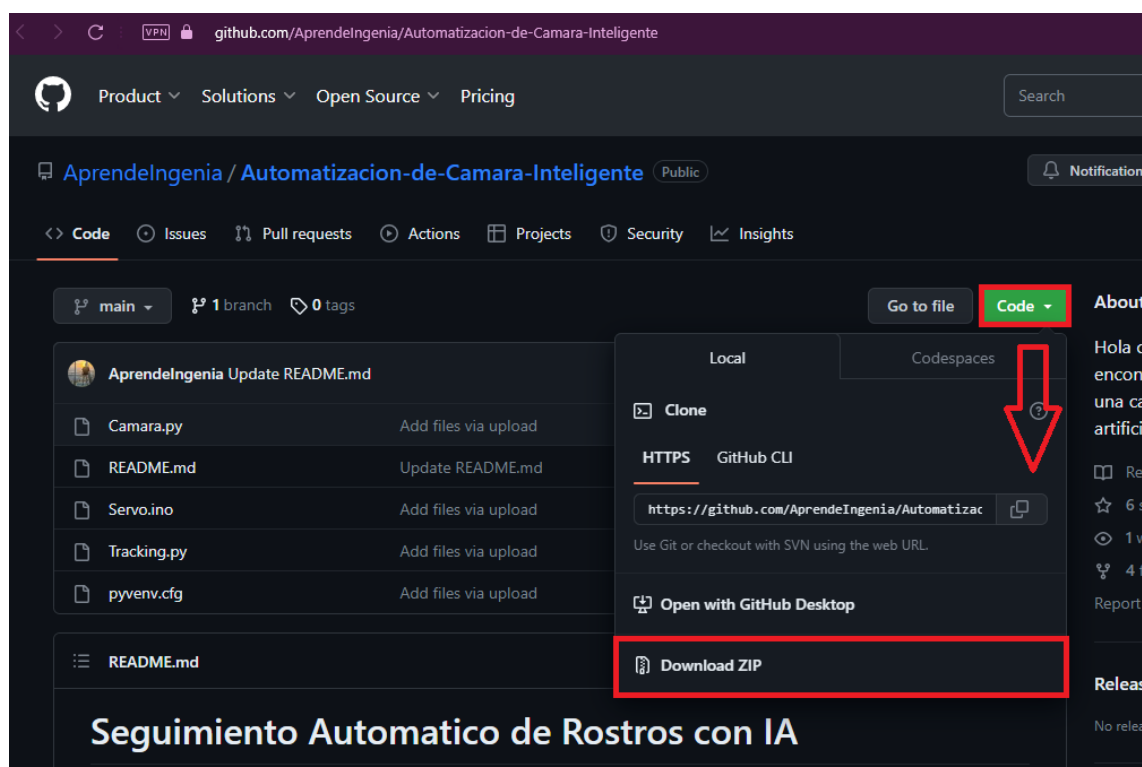 VPN github.com/AprendeIngenia/Automatizacion-de-Camara-Inteligente
Product Solutions Open Source Pricing
Search
AprendeIngenia / Automatizacion-de-Camara-Inteligente Public
Notification
Code Issues Pull requests Actions Projects Security Insights
main 1 branch 0 tags
Go to file Code
About
Local Codespaces
Hola
encon
una ca
artifici
AprendeIngenia Update README.md
Clone
Camara.py Add files via upload
HTTPS GitHub CLI
README.md Update README.md
Re
https://github.com/AprendeIngenia/Automatizac
Servo.ino Add files via upload
6 s
Use Git or checkout with SVN using the web URL.
1 w
Tracking.py Add files via upload
4 f
pyvenv.cfg Add files via upload
Open with GitHub Desktop
Report
README.md
Download ZIP
Releas
Seguimiento Automatico de Rostros con IA
No relea